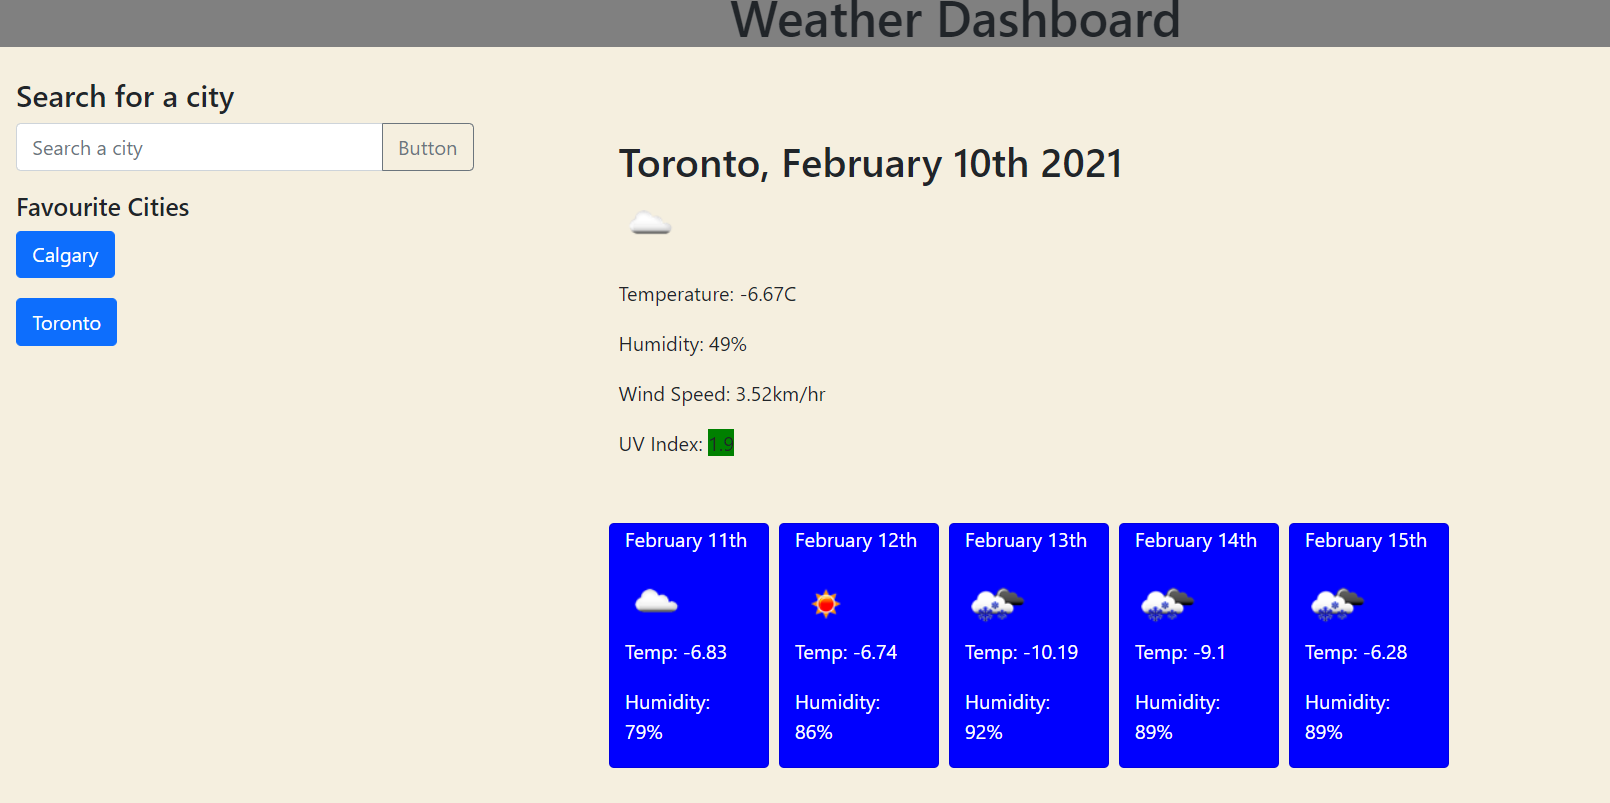 Weather Dashboard
Search for a city
Search a city
Button
Favourite Cities
Calgary
Toronto
Toronto, February 10th 2021
Temperature: -6.67C
Humidity: 49%
Wind Speed: 3.52km/hr
UV Index: 1.9
February 11th
Temp: -6.83
Humidity:
79%
February 12th
Temp: -6.74
Humidity:
86%
February 13th
Temp: -10.19
Humidity:
92%
February 14th
Temp: -9.1
Humidity:
89%
February 15th
Temp: -6.28
Humidity:
89%